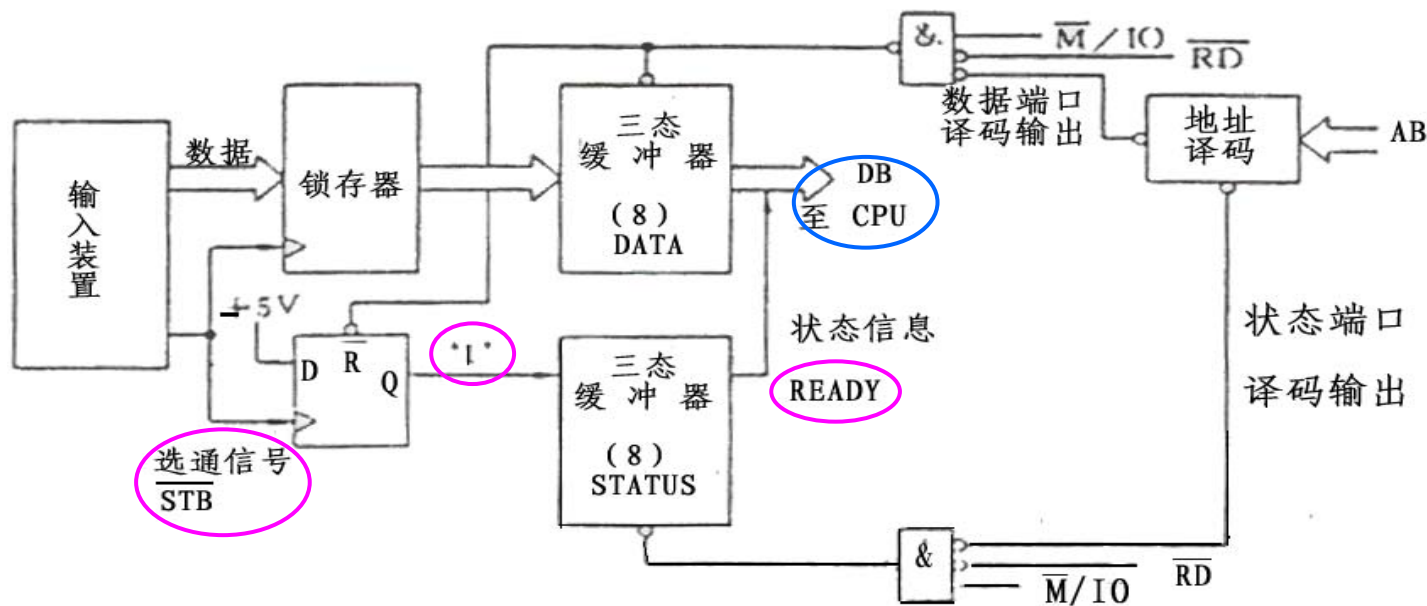 &.
M/IO
RD
数据端口
译码输出
地址
译码
AB
输入装置
数据
锁存器
三态
缓冲器
(8)
DATA
DB
至 CPU
+5V
D
R
Q
"1"
三态
缓冲器
(8)
STATUS
状态信息
READY
状态端口
译码输出
选通信号
STB
&
RD
M/IO